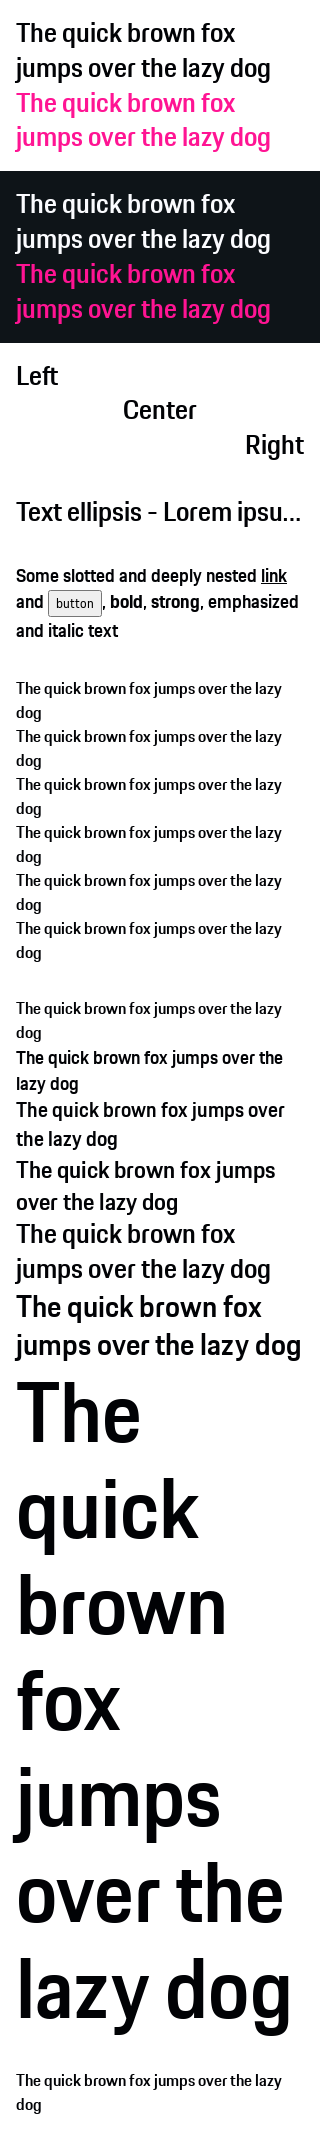 The quick brown fox
jumps over the lazy dog
The quick brown fox
jumps over the lazy dog
The quick brown fox
jumps over the lazy dog
The quick brown fox
jumps over the lazy dog
Left
Center
Right
Text ellipsis - Lorem ipsu...
Some slotted and deeply nested link
and button, bold, strong, emphasized
and italic text
The quick brown fox jumps over the lazy
dog
The quick brown fox jumps over the lazy
dog
The quick brown fox jumps over the lazy
dog
The quick brown fox jumps over the lazy
dog
The quick brown fox jumps over the lazy
dog
The quick brown fox jumps over the lazy
dog
The quick brown fox jumps over the lazy
dog
The quick brown fox jumps over the
lazy dog
The quick brown fox jumps over
the lazy dog
The quick brown fox jumps
over the lazy dog
The quick brown fox
jumps over the lazy dog
The quick brown fox
jumps over the lazy dog
The
quick
brown
fox
jumps
over the
lazy dog
The quick brown fox jumps over the lazy
dog